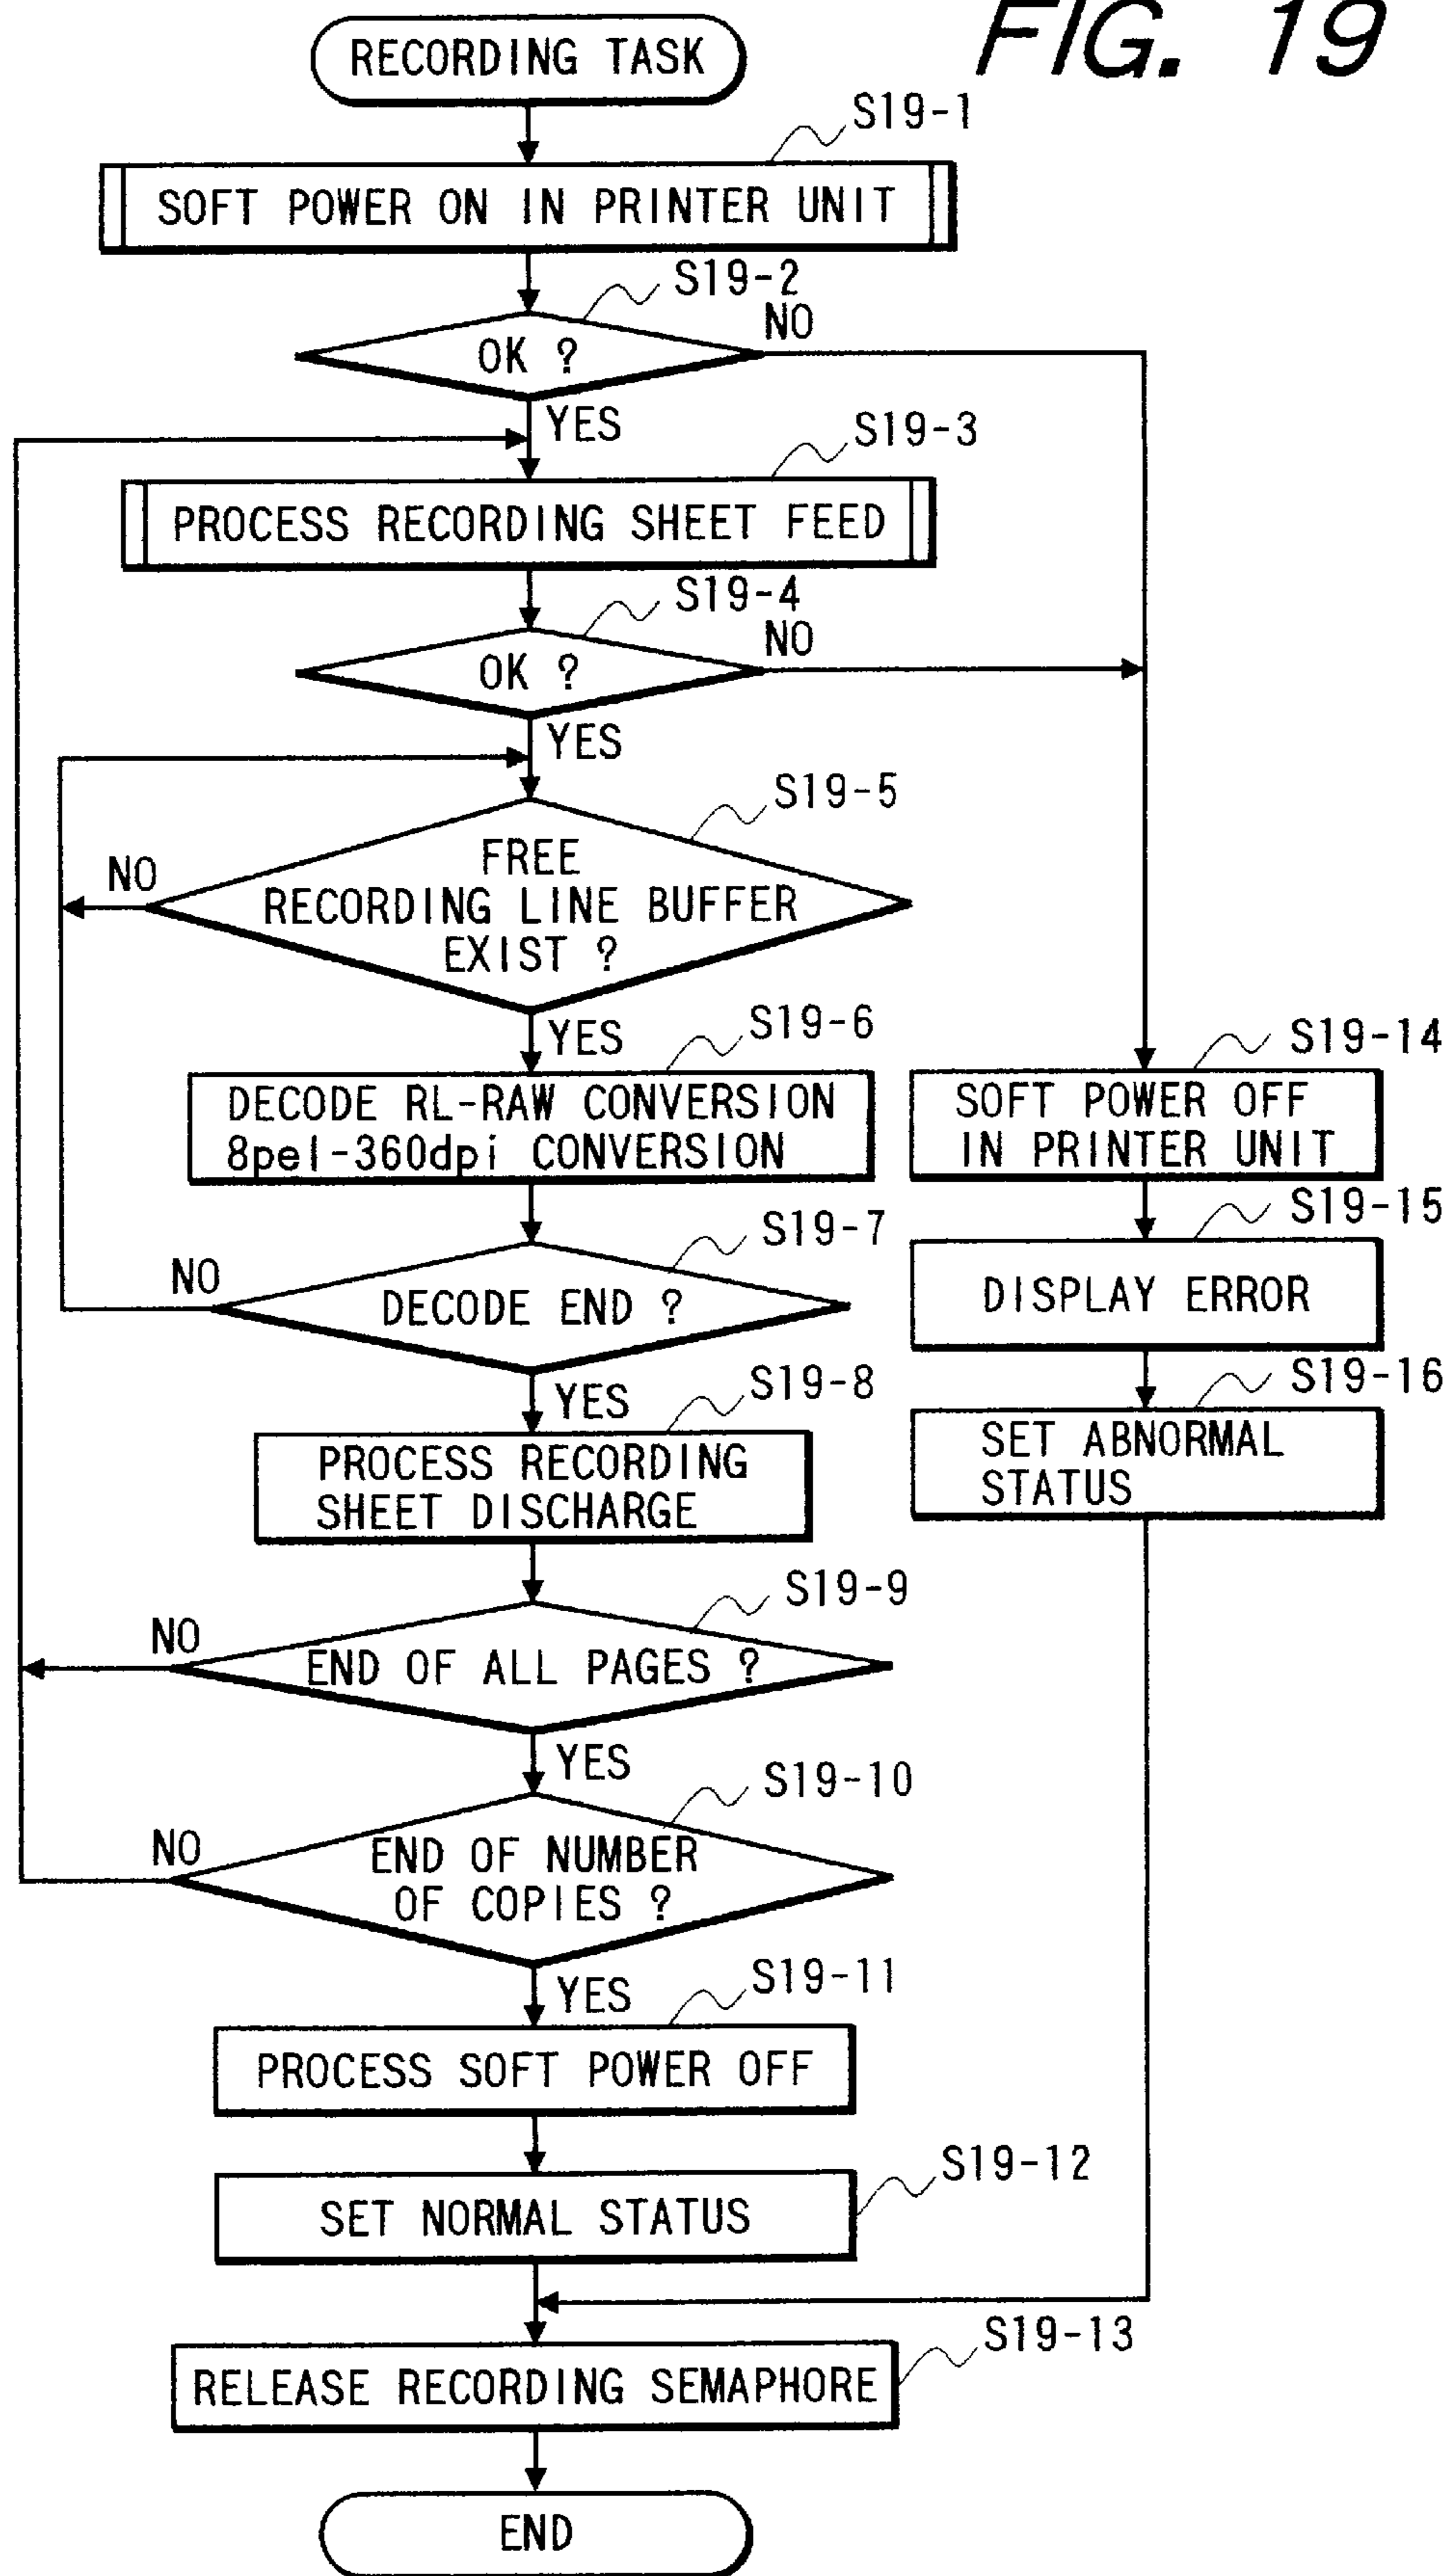 FIG. 19
RECORDING TASK
S19-1
SOFT POWER ON IN PRINTER UNIT
S19-2
OK ?
NO
YES
S19-3
PROCESS RECORDING SHEET FEED
S19-4
OK ?
NO
YES
S19-5
FREE
RECORDING LINE BUFFER
EXIST ?
NO
YES
S19-6
DECODE RL-RAW CONVERSION
8pel-360dpi CONVERSION
S19-7
DECODE END ?
NO
YES
S19-8
PROCESS RECORDING
SHEET DISCHARGE
S19-9
END OF ALL PAGES ?
NO
YES
S19-10
END OF NUMBER
OF COPIES ?
NO
YES
S19-11
PROCESS SOFT POWER OFF
S19-12
SET NORMAL STATUS
S19-14
SOFT POWER OFF
IN PRINTER UNIT
S19-15
DISPLAY ERROR
S19-16
SET ABNORMAL
STATUS
S19-13
RELEASE RECORDING SEMAPHORE
END